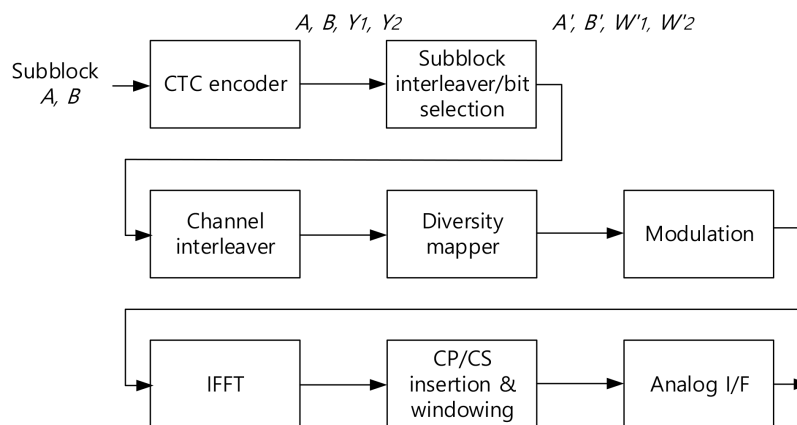 A, B, Y1, Y2
A', B', W'1, W'2
Subblock
A, B
CTC encoder
Subblock
interleaver/bit
selection
Channel
interleaver
Diversity
mapper
Modulation
IFFT
CP/CS
insertion &
windowing
Analog I/F